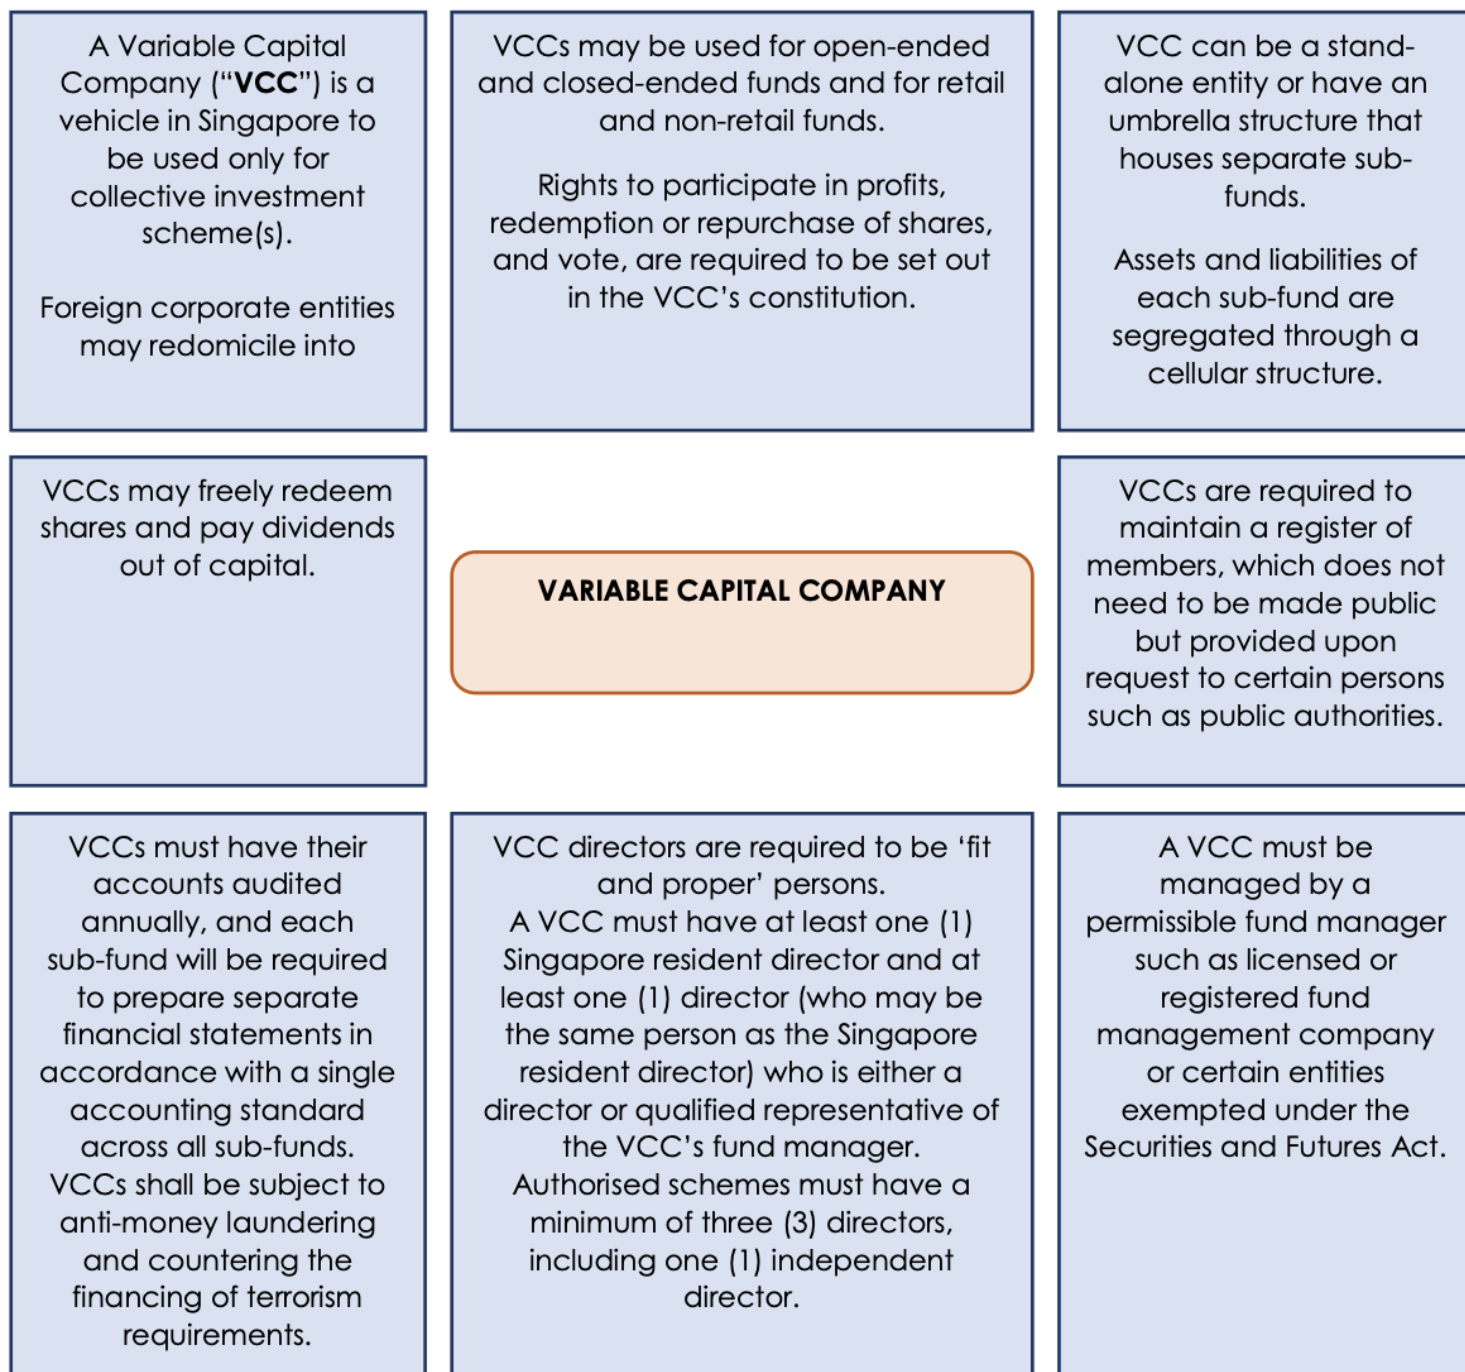 A Variable Capital
Company (“VCC”) is a
vehicle in Singapore to
be used only for
collective investment
scheme(s).
Foreign corporate entities
may redomicile into
VCCs may be used for open-ended
and closed-ended funds and for retail
and non-retail funds.
Rights to participate in profits,
redemption or repurchase of shares,
and vote, are required to be set out
in the VCC’s constitution.
VCC can be a stand-
alone entity or have an
umbrella structure that
houses separate sub-
funds.
Assets and liabilities of
each sub-fund are
segregated through a
cellular structure.
VCCs may freely redeem
shares and pay dividends
out of capital.
VARIABLE CAPITAL COMPANY
VCCs are required to
maintain a register of
members, which does not
need to be made public
but provided upon
request to certain persons
such as public authorities.
VCCs must have their
accounts audited
annually, and each
sub-fund will be required
to prepare separate
financial statements in
accordance with a single
accounting standard
across all sub-funds.
VCCs shall be subject to
anti-money laundering
and countering the
financing of terrorism
requirements.
VCC directors are required to be ‘fit
and proper’ persons.
A VCC must have at least one (1)
Singapore resident director and at
least one (1) director (who may be
the same person as the Singapore
resident director) who is either a
director or qualified representative of
the VCC’s fund manager.
Authorised schemes must have a
minimum of three (3) directors,
including one (1) independent
director.
A VCC must be
managed by a
permissible fund manager
such as licensed or
registered fund
management company
or certain entities
exempted under the
Securities and Futures Act.